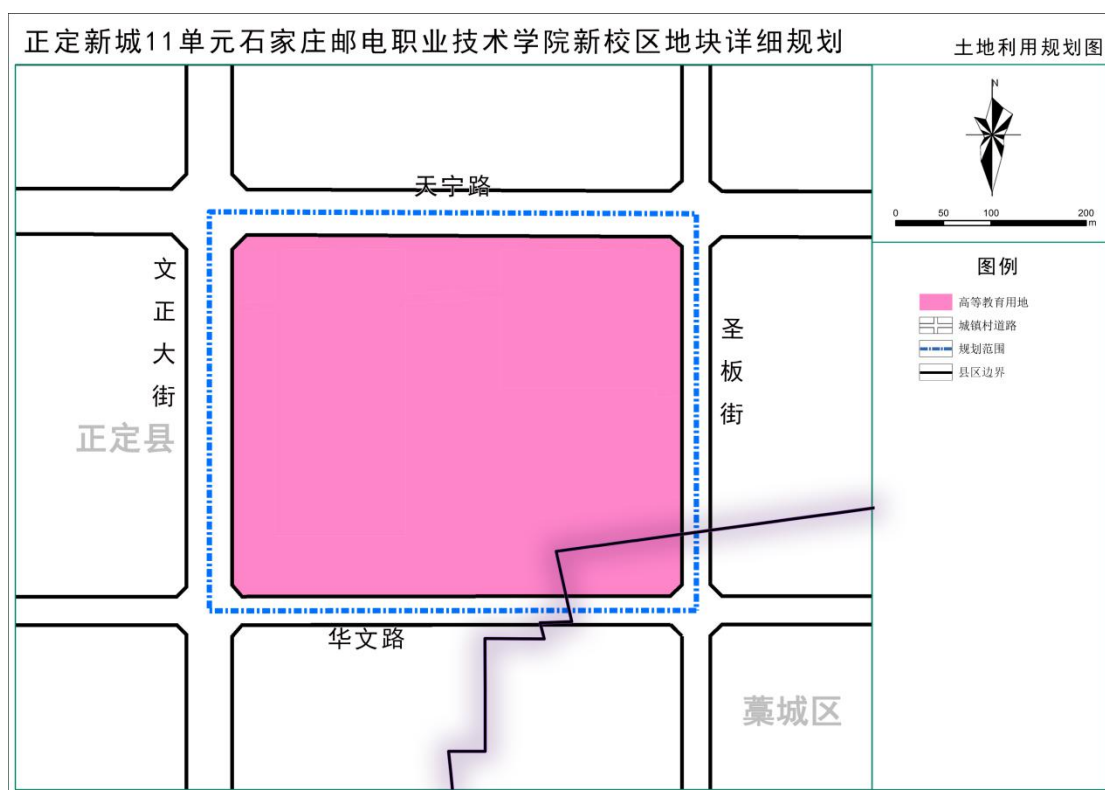 正定新城11单元石家庄邮电职业技术学院新校区地块详细规划
土地利用规划图
N
0 50 100 200
m
天宁路
文正大街
圣板街
正定县
华文路
藁城区
图例
高等教育用地
城镇村道路
规划范围
县区边界